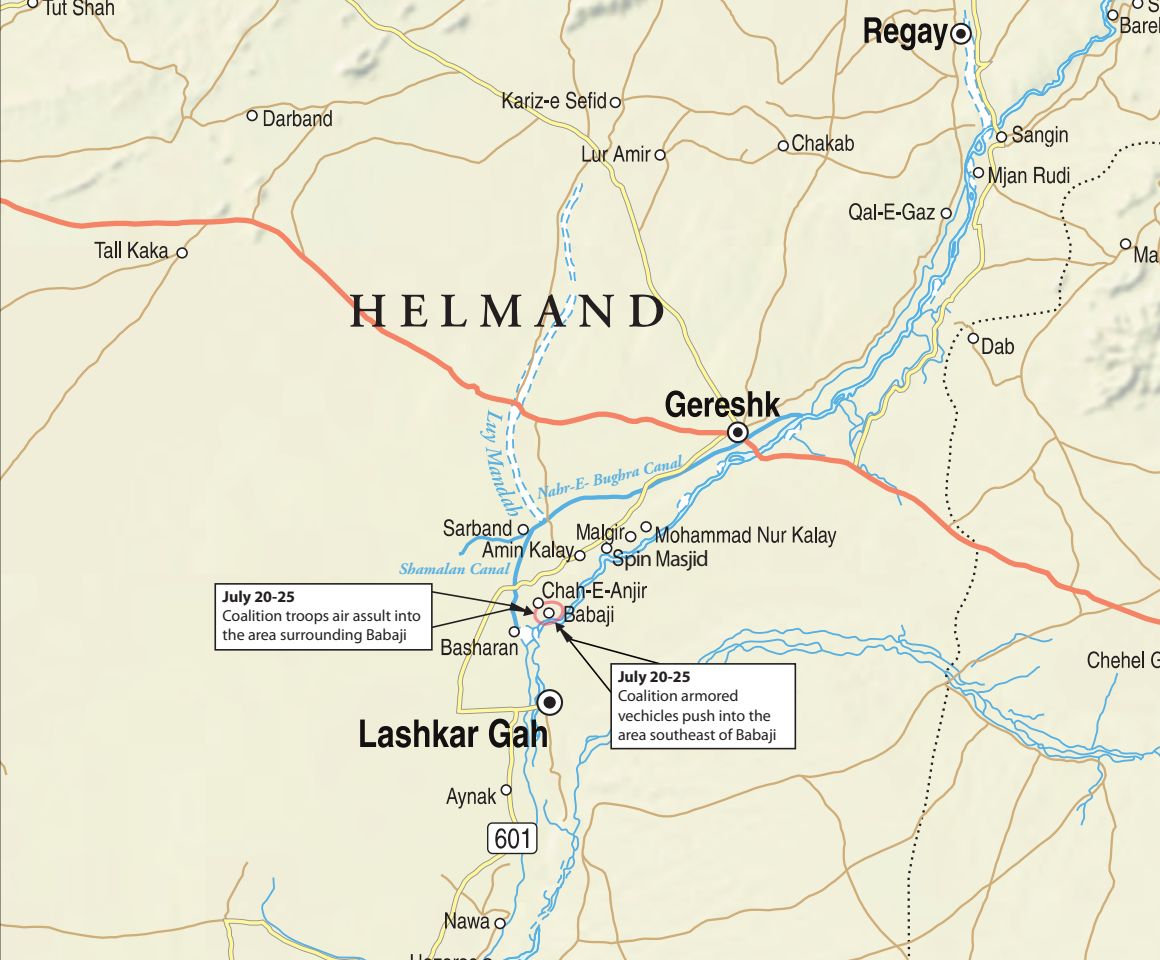 Tut Shah
Regay
Kariz-e Sefid
Darband
Sangin
Chakab
Lur Amir
Mjan Rudi
Qal-E-Gaz
Tall Kaka
HELMAND
Dab
Gereshk
Luy Mandah
Nahr-E- Bughra Canal
Sarband
Malgir
Mohammad Nur Kalay
Amin Kalay
Spin Masjid
Shamalan Canal
Chah-E-Anjir
Babaji
July 20-25
Coalition troops air assult into
the area surrounding Babaji
Basharan
July 20-25
Coalition armored
vechicles push into the
area southeast of Babaji
Lashkar Gah
Aynak
601
Nawa